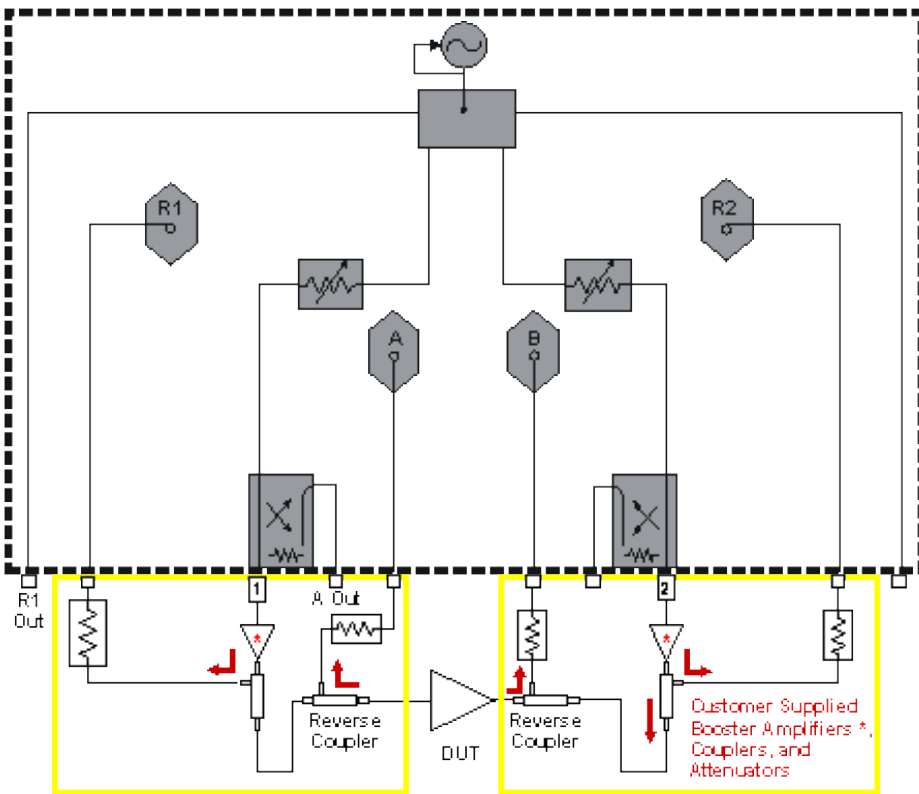 R1
R2
A
B
R1
Out
1
A Out
2
*
*
Reverse
Coupler
DUT
Reverse
Coupler
Customer Supplied
Booster Amplifiers *,
Couplers, and
Attenuators